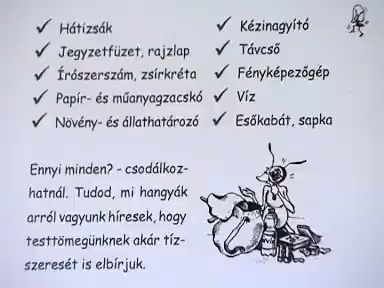 Hátizsák
Jegyzetfüzet, rajzlap
Írószerszám, zsírkréta
Papír- és műanyagzacskó
Növény- és állathatározó
Kézinagyító
Távcső
Fényképezőgép
Víz
Esőkabát, sapka
Ennyi minden? - csodálkoz-
hatnál. Tudod, mi hangyák
arról vagyunk híresek, hogy
testtömegünknek akár tíz-
szeresét is elbírjuk.